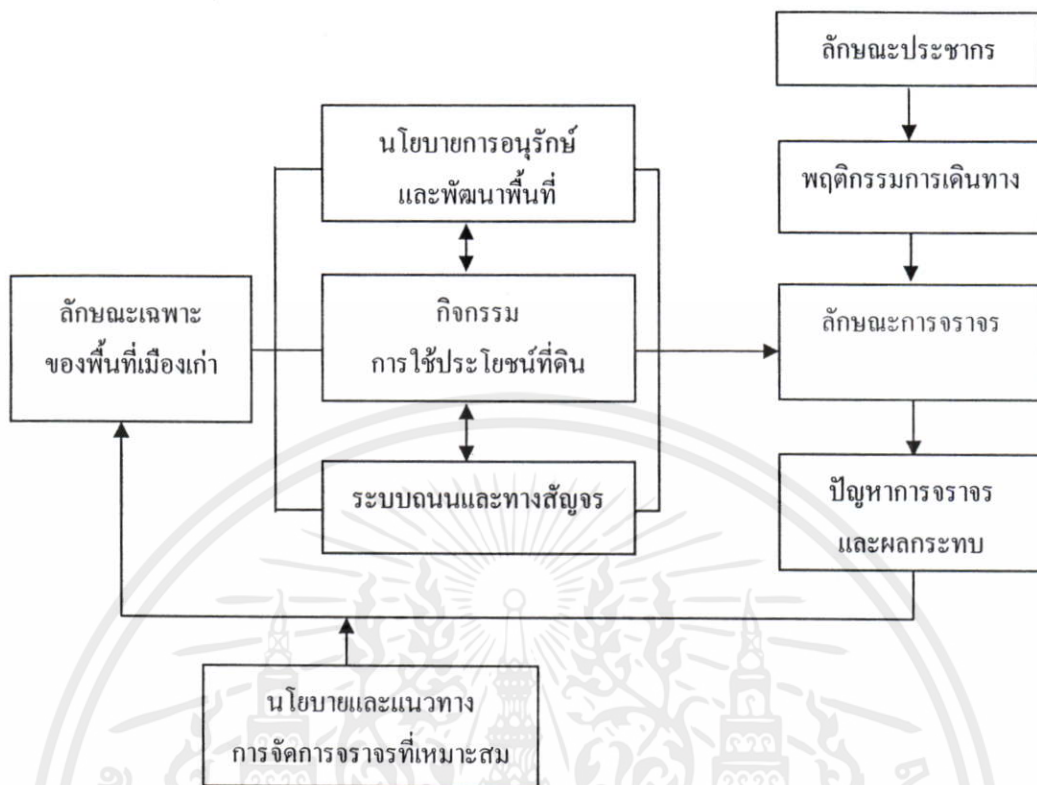 ลักษณะประชากร
นโยบายการอนุรักษ์
และพัฒนาพื้นที่
พฤติกรรมการเดินทาง
ลักษณะเฉพาะ
ของพื้นที่เมืองเก่า
กิจกรรม
การใช้ประโยชน์ที่ดิน
ลักษณะการจราจร
ระบบถนนและทางสัญจร
ปัญหาการจราจร
และผลกระทบ
นโยบายและแนวทาง
การจัดการจราจรที่เหมาะสม